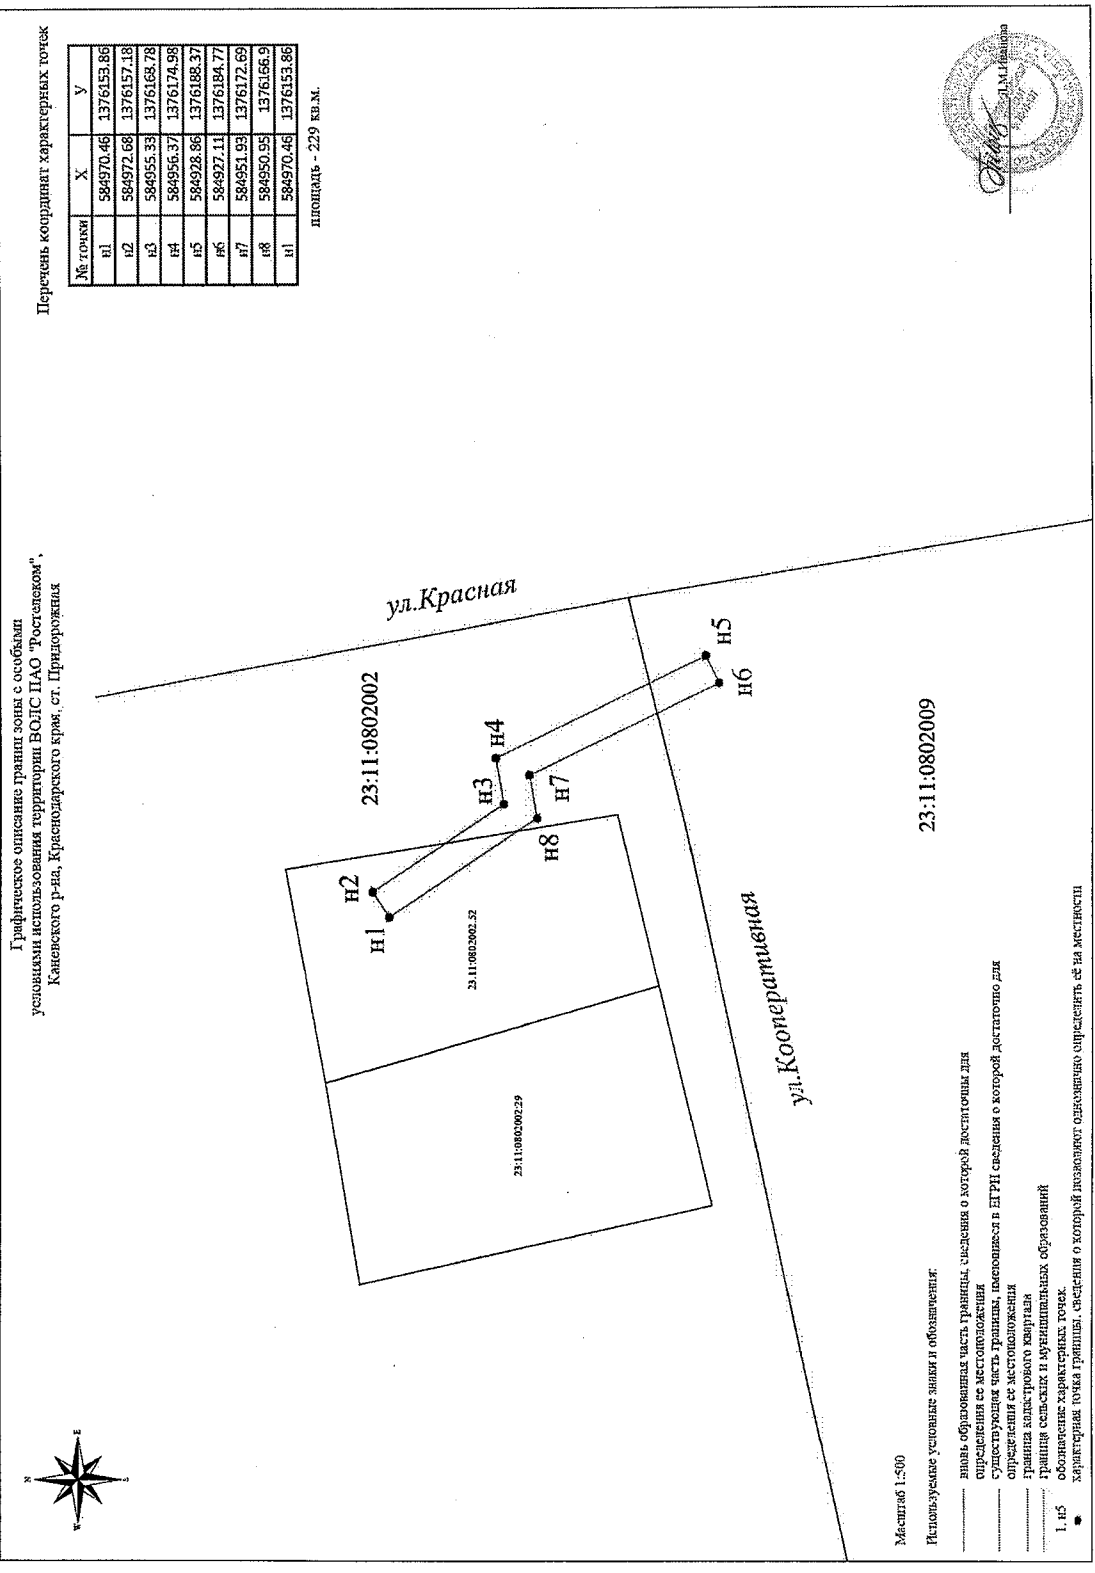 Графическое описание границ зоны с особыми
условиями использования территории ВОЛС ПАО "Ростелеком",
Каневского р-на, Краснодарского края, ст. Придорожная
Перечень координат характерных точек
№ точки X У
н1 584970.46 1376153.86
н2 584972.68 1376157.18
н3 584955.33 1376168.78
н4 584956.37 1376174.98
н5 584928.86 1376188.37
н6 584927.11 1376184.77
н7 584951.93 1376172.69
н8 584950.95 1376166.9
н1 584970.46 1376153.86
площадь - 229 кв.м.
N
W
E
S
ул.Красная
23:11:0802002
н2
н1
н3
н4
н8
н7
н5
н6
23:11:0802002:52
23:11:0802002:29
ул.Кооперативная
23:11:0802009
Масштаб 1:500
Используемые условные знаки и обозначения:
вновь образованная часть границы, сведения о которой достаточны для
определения ее местоположения
существующая часть границы, имеющиеся в ЕГРН сведения о которой достаточно для
определения ее местоположения
граница кадастрового квартала
граница сельских и муниципальных образований
1, н5 обозначение характерных точек.
характерная точка границы, сведения о которой позволяют однозначно определить её на местности
Л.М.Иванова